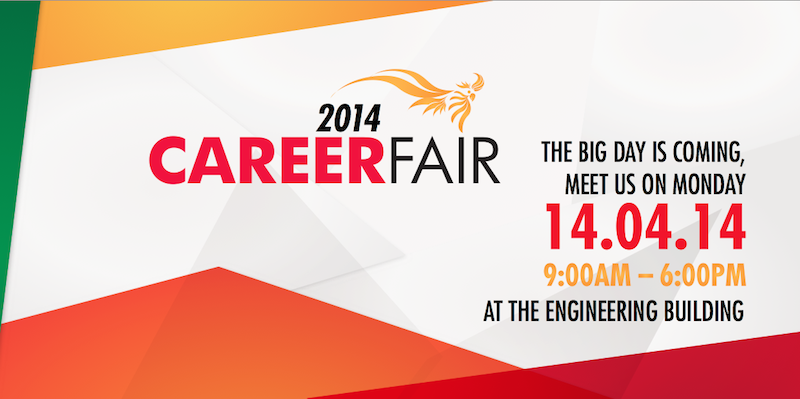 2014
CAREERFAIR
THE BIG DAY IS COMING,
MEET US ON MONDAY
14.04.14
9:00AM – 6:00PM
AT THE ENGINEERING BUILDING